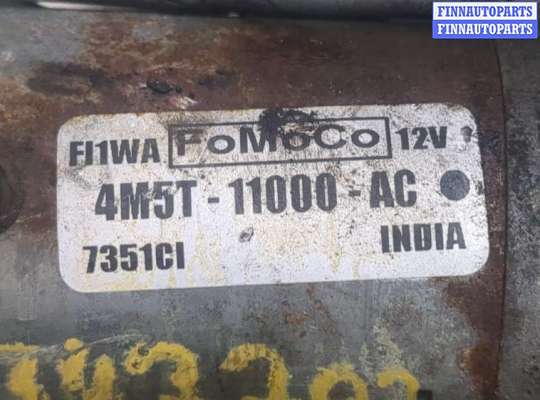 FINNAUTOPARTS
FINNAUTOPARTS
FI1WA FoMoCo 12V
4M5T - 11000 - AC
7351CI INDIA